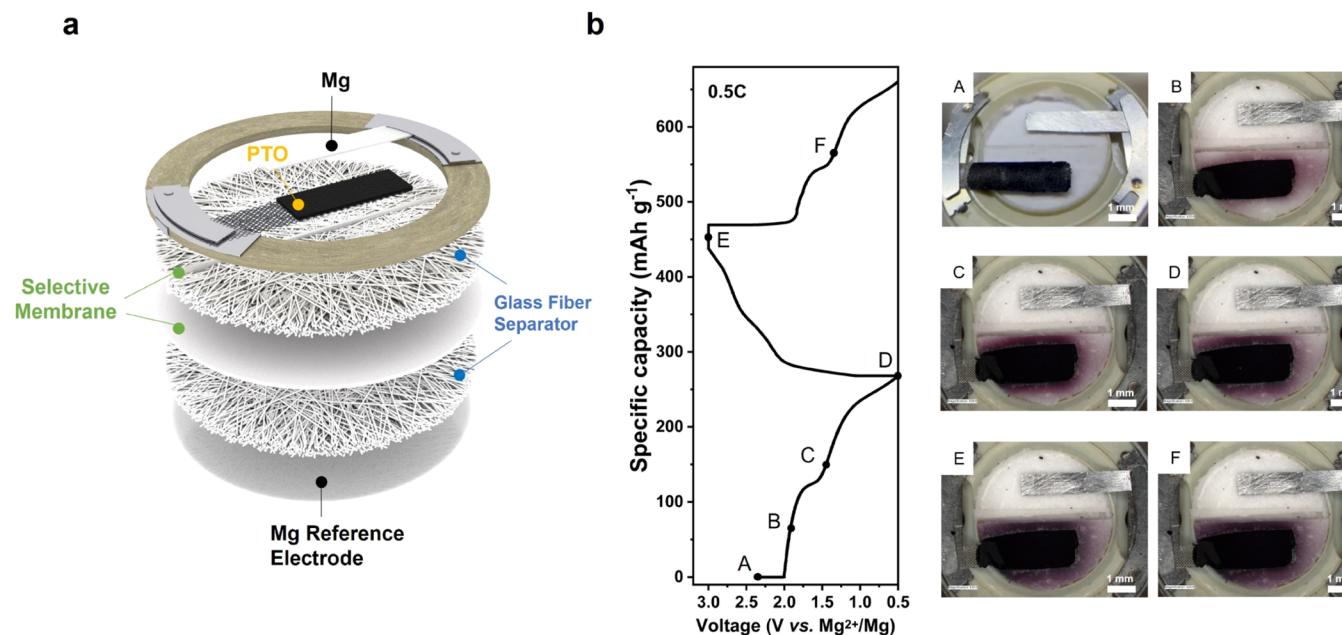 a
Mg
PTO
Selective
Membrane
Glass Fiber
Separator
Mg Reference
Electrode
b
0.5C
Specific capacity (mAh g⁻¹)
600
500
400
300
200
100
0
3.0 2.5 2.0 1.5 1.0 0.5
Voltage (V vs. Mg²⁺/Mg)
F
E
D
C
B
A
A
1 mm
B
1 mm
C
1 mm
D
1 mm
E
1 mm
F
1 mm